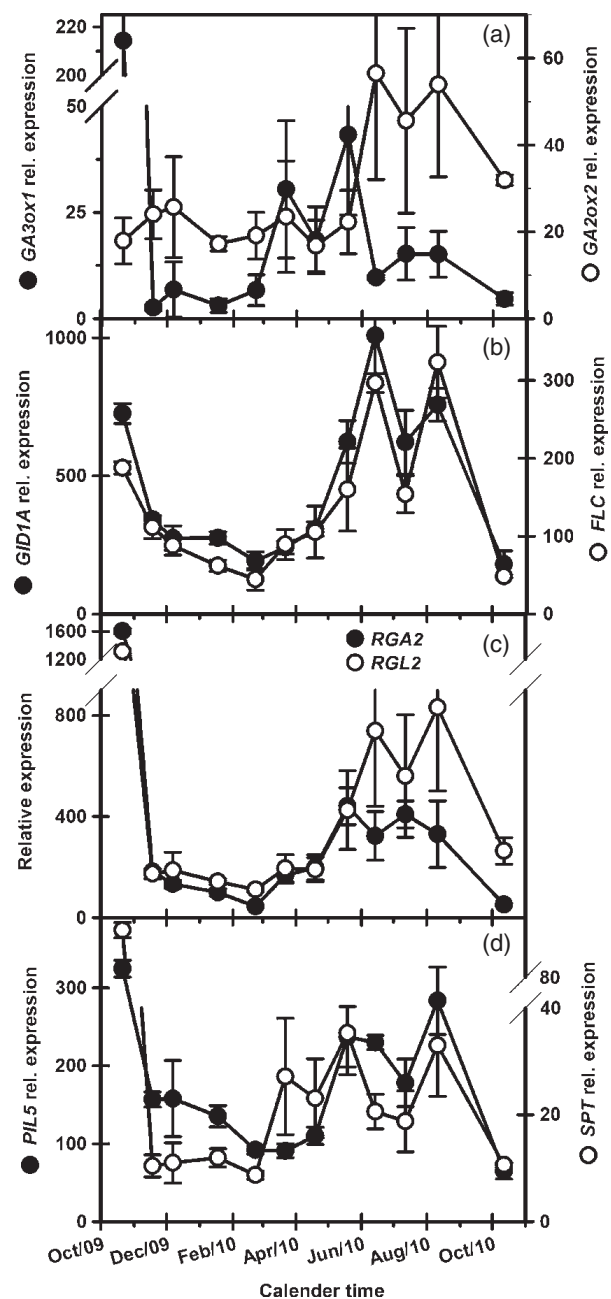 (a)
225
200
50
25
0
60
40
20
0
GA3ox1 rel. expression
GA2ox2 rel. expression
(b)
1000
500
0
300
200
100
0
GID1A rel. expression
FLC rel. expression
(c)
RGA2
RGL2
1600
1200
800
400
0
Relative expression
(d)
300
200
100
0
80
40
20
0
PIL5 rel. expression
SPT rel. expression
Oct/09 Dec/09 Feb/10 Apr/10 Jun/10 Aug/10 Oct/10
Calender time